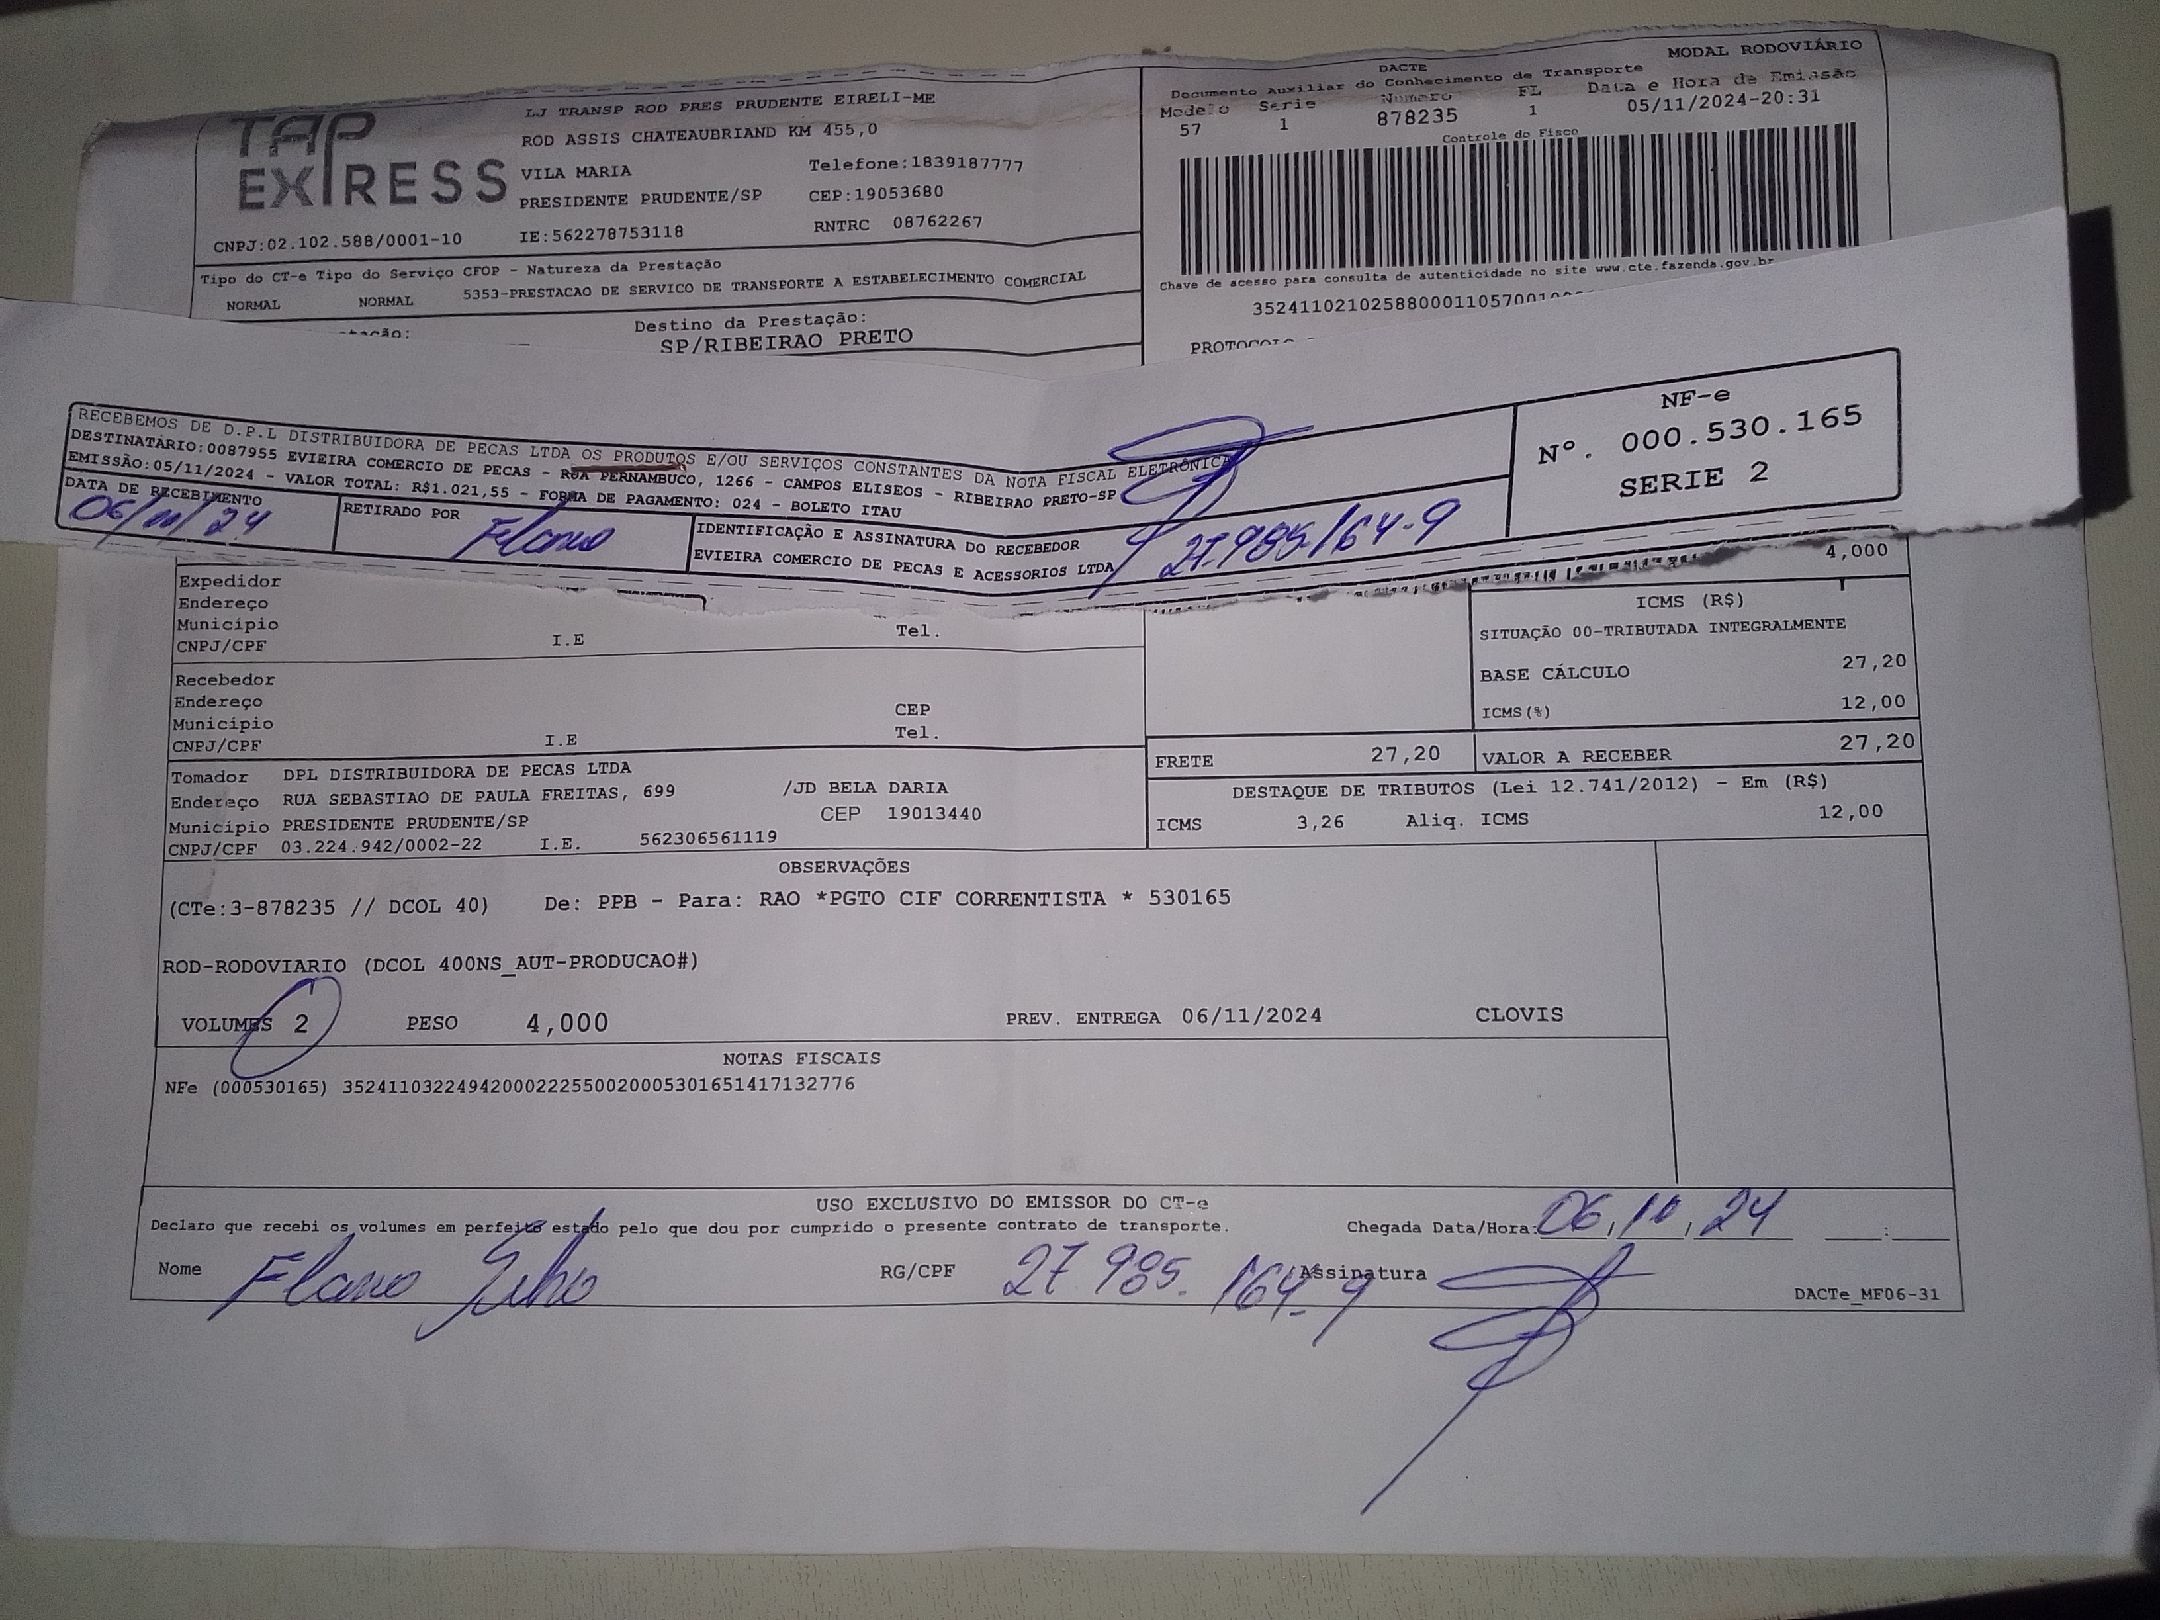 TAP EXPRESS
LJ TRANSP ROD PRES PRUDENTE EIRELI-ME
ROD ASSIS CHATEAUBRIAND KM 455,0
VILA MARIA Telefone:1839187777
PRESIDENTE PRUDENTE/SP CEP:19053680
CNPJ:02.102.588/0001-10 IE:562278753118 RNTRC 08762267
Tipo do CT-e Tipo do Serviço CFOP - Natureza da Prestação
NORMAL NORMAL 5353-PRESTACAO DE SERVICO DE TRANSPORTE A ESTABELECIMENTO COMERCIAL
Destino da Prestação:
SP/RIBEIRAO PRETO
DACTE MODAL RODOVIÁRIO
Documento Auxiliar do Conhecimento de Transporte
Modelo Serie Numero FL Data e Hora de Emissão
57 1 878235 1 05/11/2024-20:31
Controle do Fisco
Chave de acesso para consulta de autenticidade no site www.cte.fazenda.gov.br
RECEBEMOS DE D.P.L DISTRIBUIDORA DE PECAS LTDA OS PRODUTOS E/OU SERVIÇOS CONSTANTES DA NOTA FISCAL ELETRÔNICA
DESTINATÁRIO:0087955 EVIEIRA COMERCIO DE PECAS - RUA PERNAMBUCO, 1266 - CAMPOS ELISEOS - RIBEIRAO PRETO-SP
EMISSÃO:05/11/2024 - VALOR TOTAL: R$1.021,55 - FORMA DE PAGAMENTO: 024 - BOLETO ITAU
DATA DE RECEBIMENTO
06/11/24
RETIRADO POR
IDENTIFICAÇÃO E ASSINATURA DO RECEBEDOR
EVIEIRA COMERCIO DE PECAS E ACESSORIOS LTDA 27.985.164-9
NF-e
Nº. 000.530.165
SERIE 2
4,000
Expedidor
Endereço
Município Tel.
CNPJ/CPF I.E
Recebedor
Endereço CEP
Município Tel.
CNPJ/CPF I.E
ICMS (R$)
SITUAÇÃO 00-TRIBUTADA INTEGRALMENTE
BASE CÁLCULO 27,20
ICMS(%) 12,00
FRETE 27,20 VALOR A RECEBER 27,20
Tomador DPL DISTRIBUIDORA DE PECAS LTDA
Endereço RUA SEBASTIAO DE PAULA FREITAS, 699 /JD BELA DARIA
Município PRESIDENTE PRUDENTE/SP CEP 19013440
CNPJ/CPF 03.224.942/0002-22 I.E. 562306561119
DESTAQUE DE TRIBUTOS (Lei 12.741/2012) - Em (R$)
ICMS 3,26 Aliq. ICMS 12,00
OBSERVAÇÕES
(CTe:3-878235 // DCOL 40) De: PPB - Para: RAO *PGTO CIF CORRENTISTA * 530165
ROD-RODOVIARIO (DCOL 400NS_AUT-PRODUCAO#)
VOLUMES 2 PESO 4,000 PREV. ENTREGA 06/11/2024 CLOVIS
NOTAS FISCAIS
NFe (000530165) 35241103224942000222550020005301651417132776
USO EXCLUSIVO DO EMISSOR DO CT-e
Declaro que recebi os volumes em perfeito estado pelo que dou por cumprido o presente contrato de transporte. Chegada Data/Hora: 06, 10, 24 :
Nome RG/CPF 27 985. 164-9 Assinatura
DACTe_MF06-31